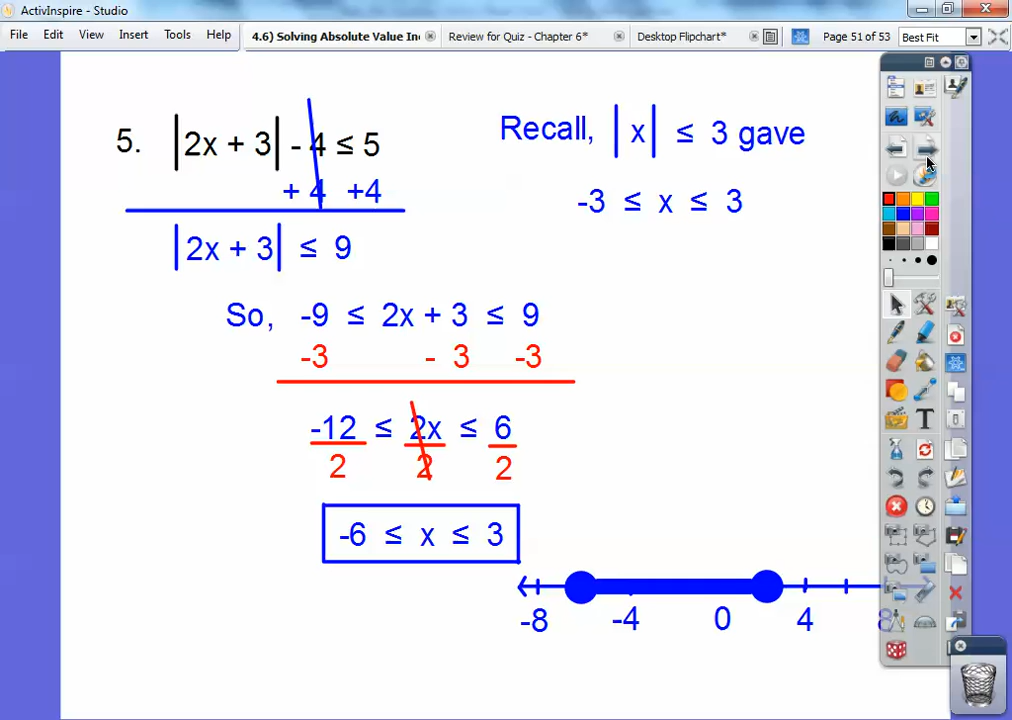 ActivInspire - Studio
File Edit View Insert Tools Help
4.6) Solving Absolute Value In
Review for Quiz - Chapter 6*
Desktop Flipchart*
Page 51 of 53
Best Fit
5. |2x + 3| - 4 ≤ 5
+ 4 +4
|2x + 3| ≤ 9
So, -9 ≤ 2x + 3 ≤ 9
-3 - 3 -3
-12 ≤ 2x ≤ 6
2 2 2
-6 ≤ x ≤ 3
Recall, |x| ≤ 3 gave
-3 ≤ x ≤ 3
-8 -4 0 4 8
T